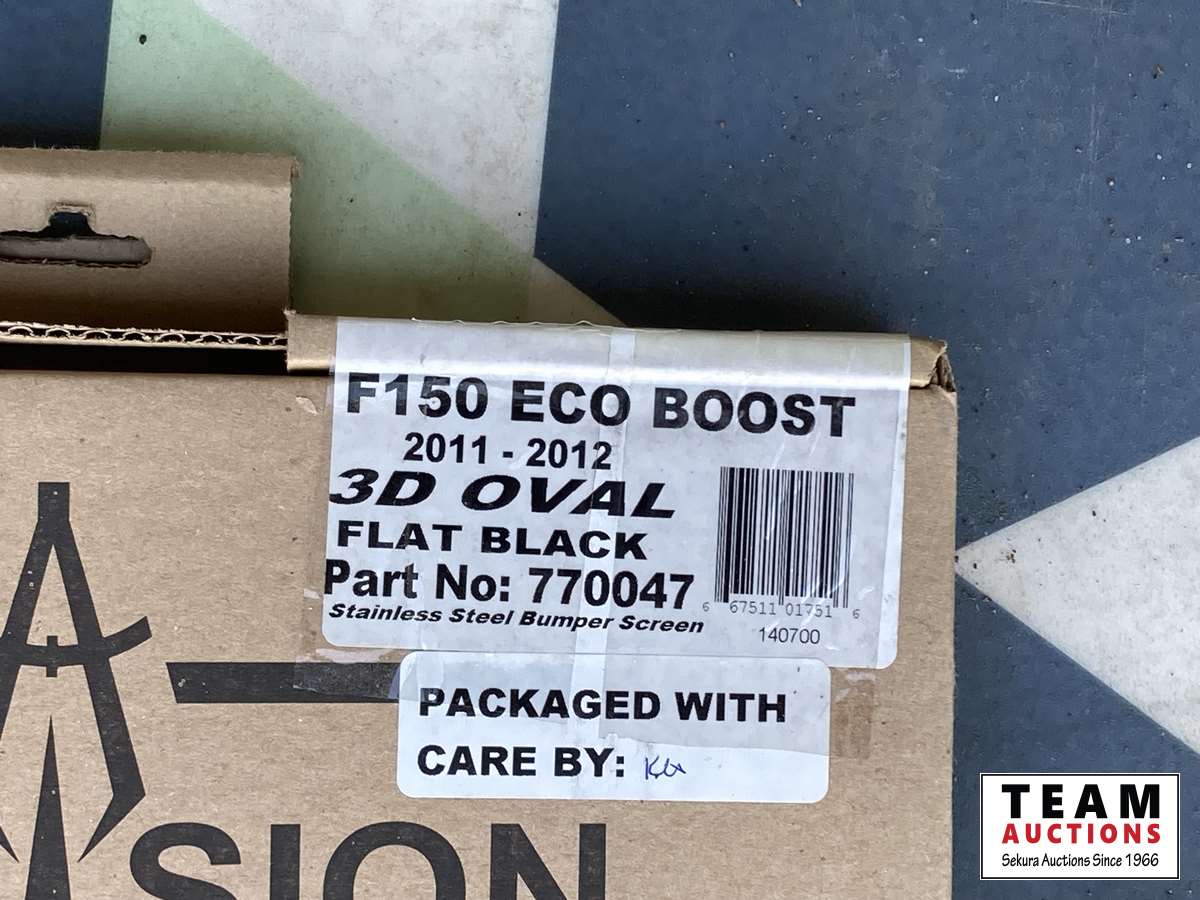 F150 ECO BOOST
2011 - 2012
3D OVAL
FLAT BLACK
Part No: 770047
Stainless Steel Bumper Screen
6 67511 01751 6
140700
PACKAGED WITH
CARE BY:
SION
TEAM
AUCTIONS
Sekura Auctions Since 1966